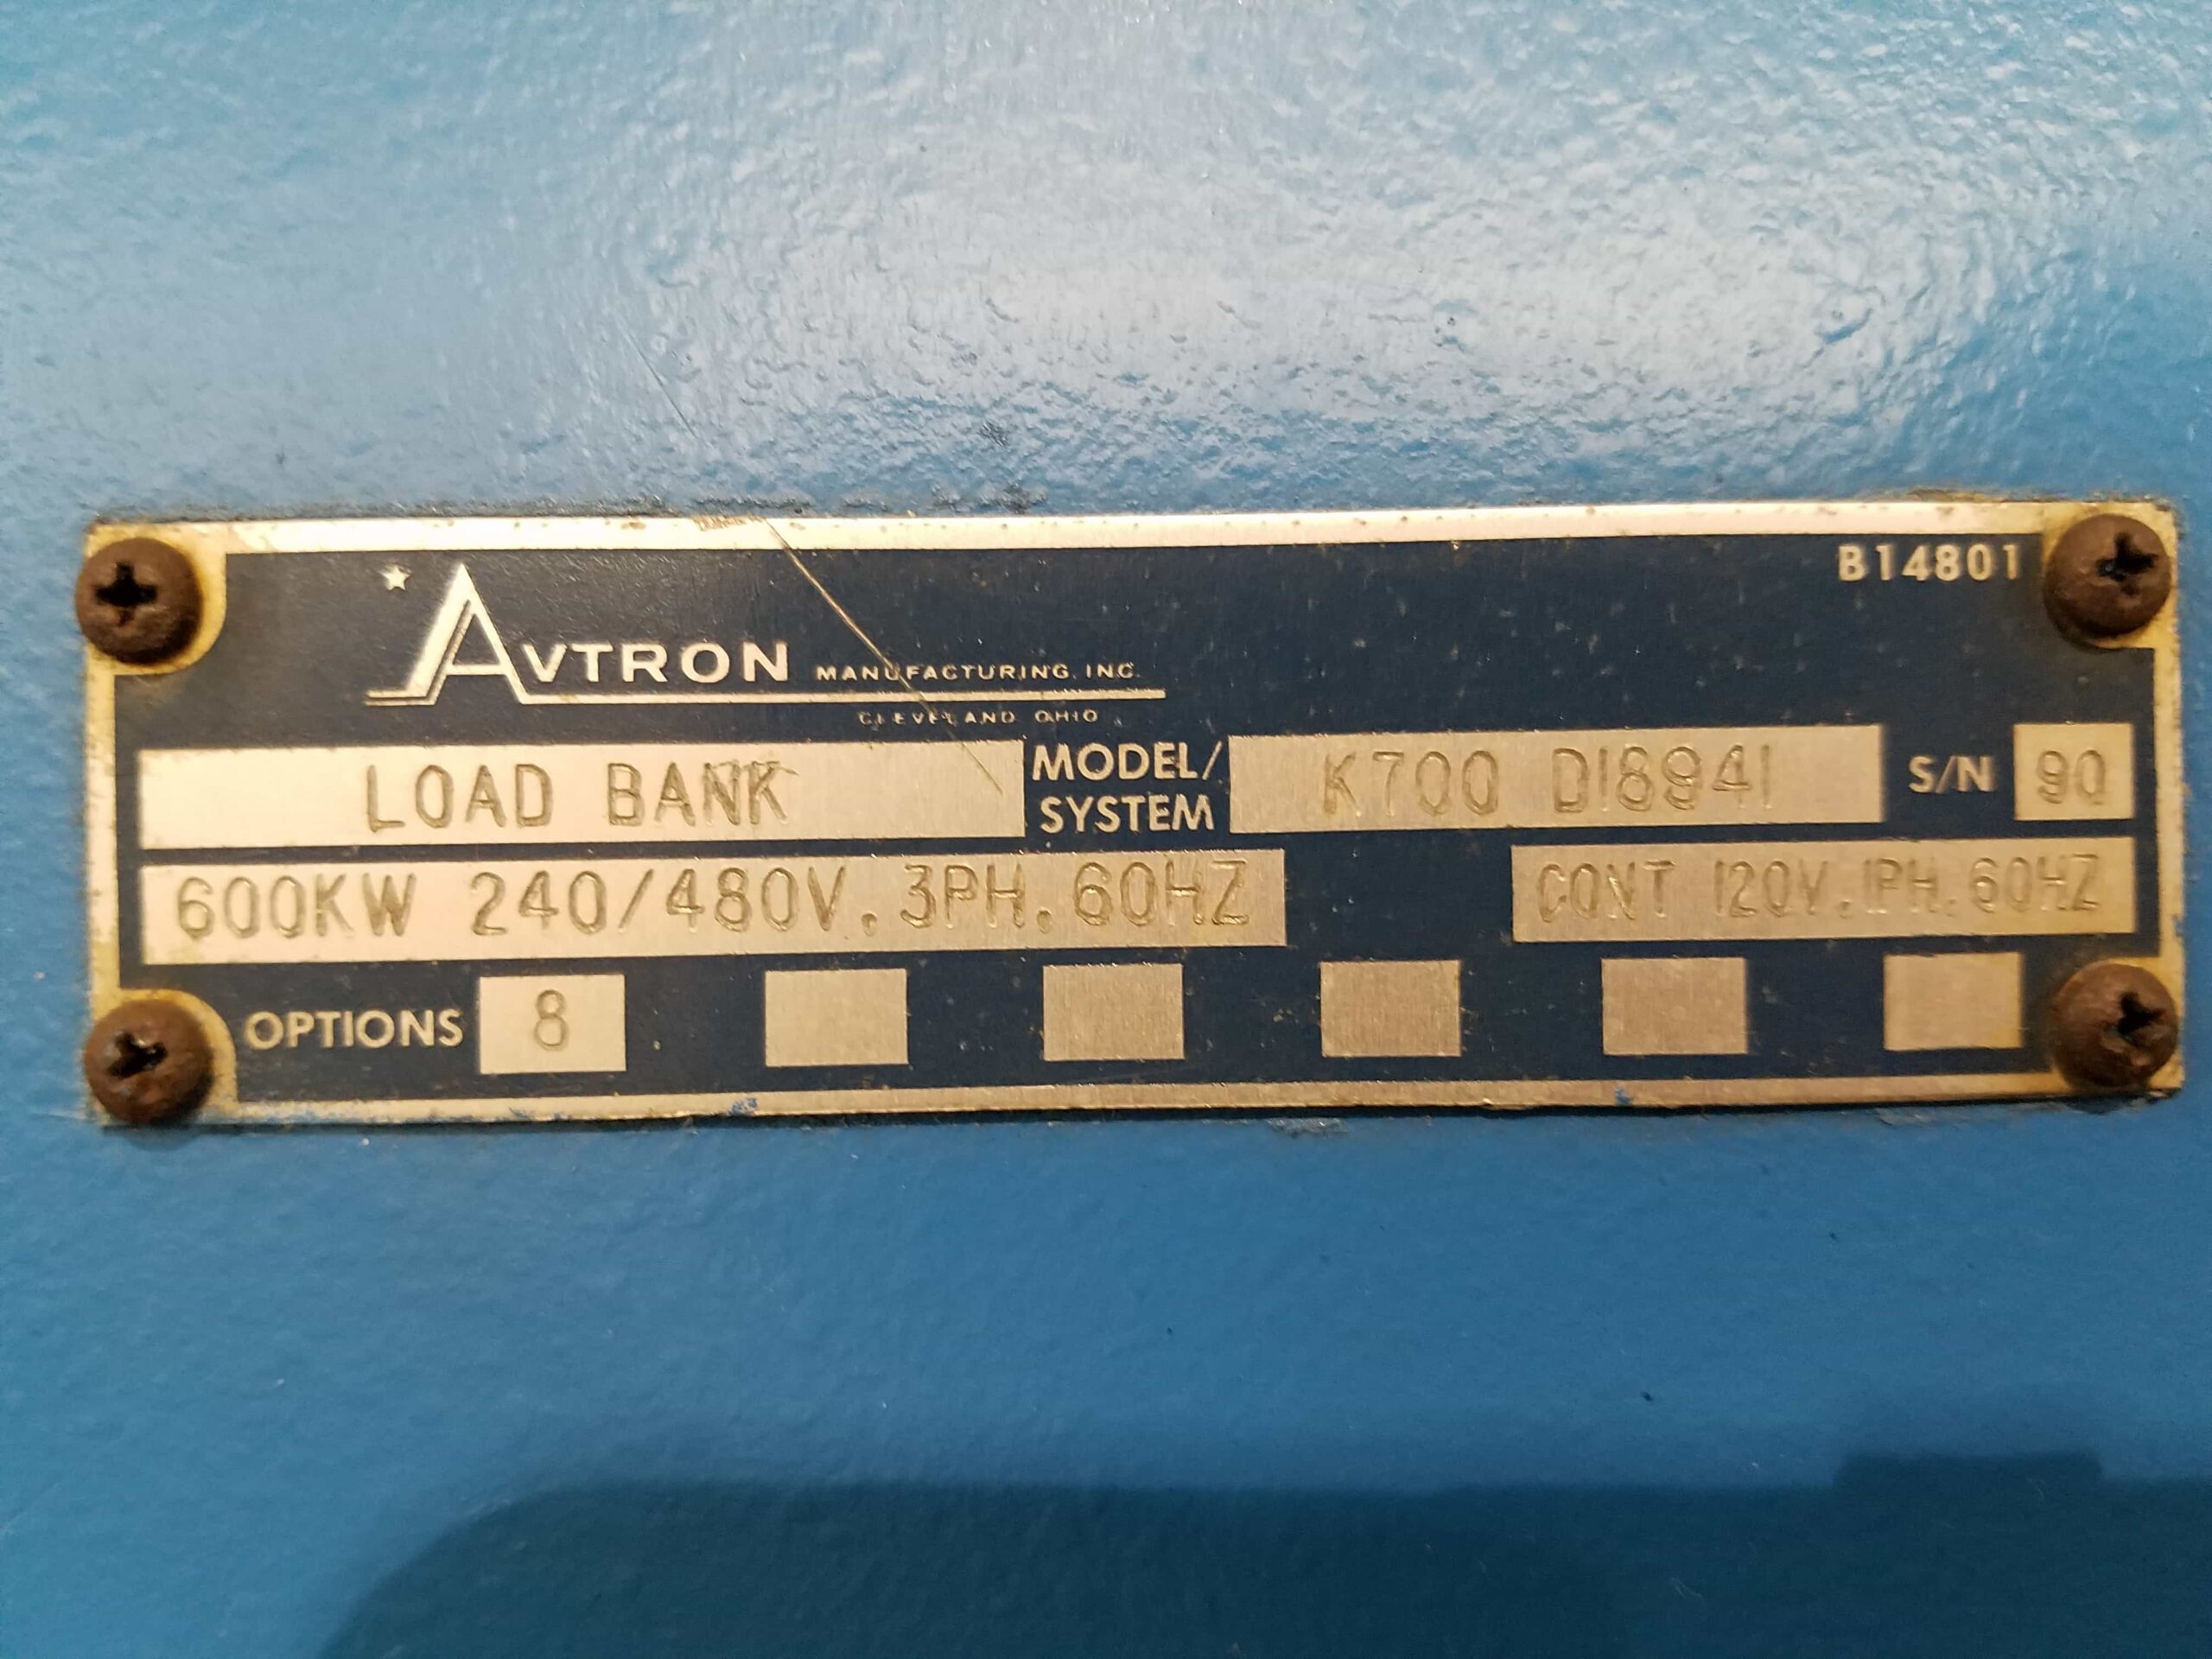 B14801
AVTRON MANUFACTURING, INC.
CLEVELAND OHIO
LOAD BANK MODEL/SYSTEM K700 D18941 S/N 90
600KW 240/480V. 3PH. 60HZ CONT 120V. 1PH. 60HZ
OPTIONS 8